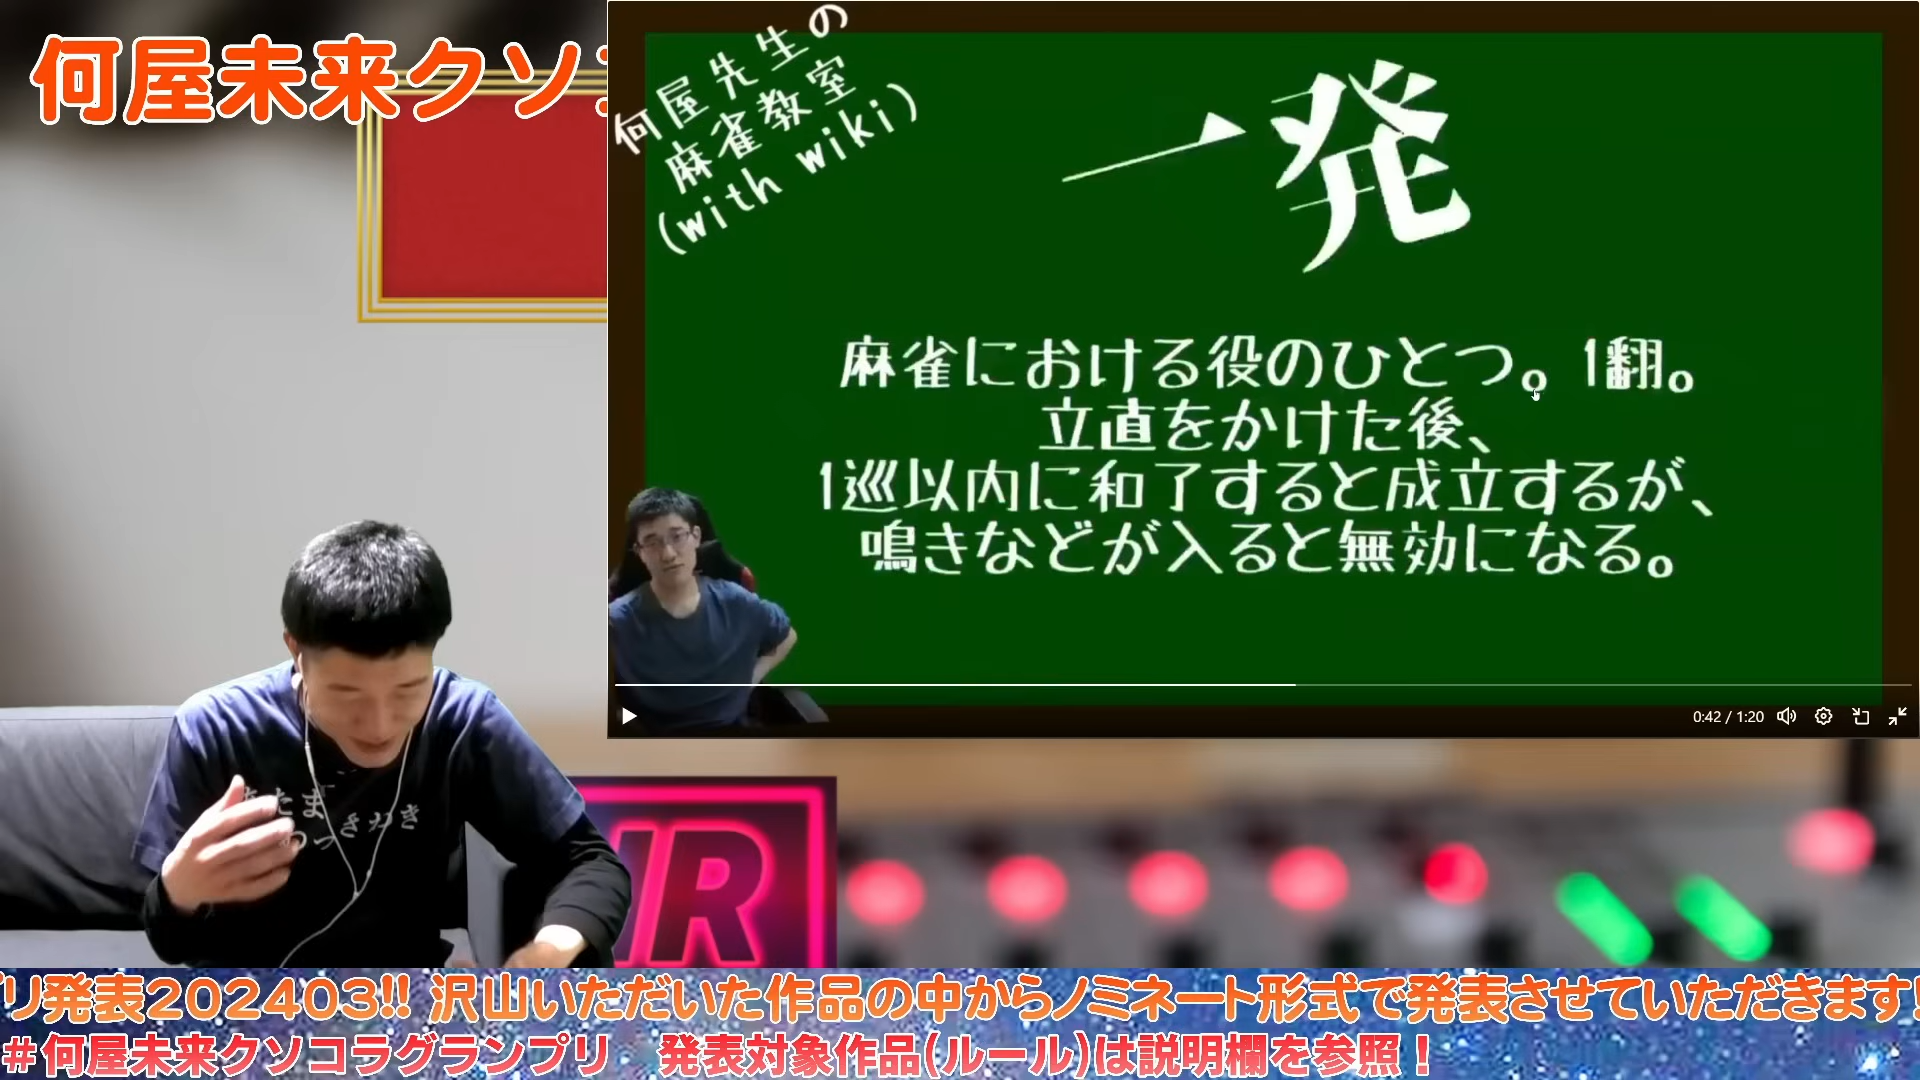 何屋未来クソコ
何屋先生の
麻雀教室
(with wiki)
一発
麻雀における役のひとつ。1翻。
立直をかけた後、
1巡以内に和了すると成立するが、
鳴きなどが入ると無効になる。
0:42 / 1:20
リ発表202403!! 沢山いただいた作品の中からノミネート形式で発表させていただきます!
#何屋未来クソコラグランプリ 発表対象作品(ルール)は説明欄を参照！